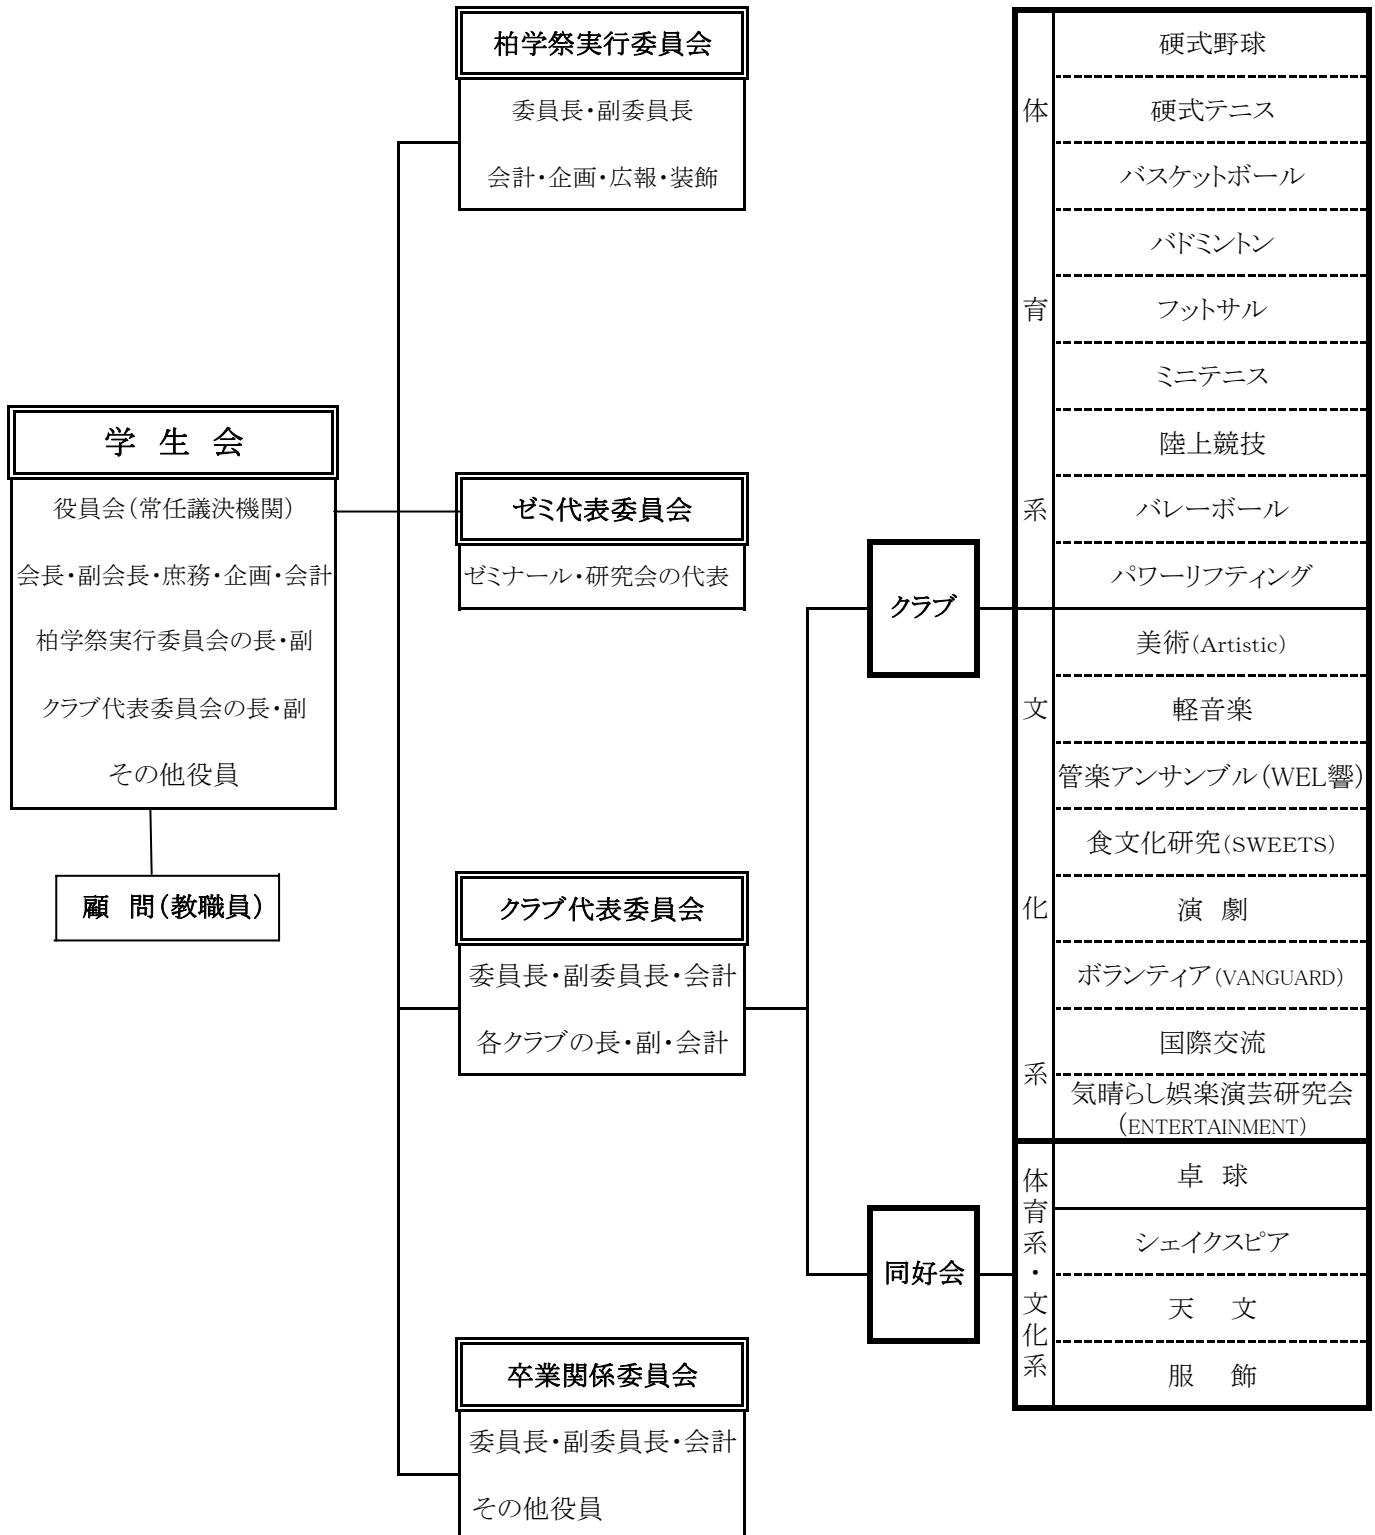 柏学祭実行委員会
委員長・副委員長
会計・企画・広報・装飾
学 生 会
役員会（常任議決機関）
会長・副会長・庶務・企画・会計
柏学祭実行委員会の長・副
クラブ代表委員会の長・副
その他役員
顧 問（教職員）
ゼミ代表委員会
ゼミナール・研究会の代表
クラブ代表委員会
委員長・副委員長・会計
各クラブの長・副・会計
卒業関係委員会
委員長・副委員長・会計
その他役員
クラブ
体育系
硬式野球
硬式テニス
バスケットボール
バドミントン
フットサル
ミニテニス
陸上競技
バレーボール
パワーリフティング
文化系
美術（Artistic）
軽音楽
管楽アンサンブル（WEL響）
食文化研究（SWEETS）
演 劇
ボランティア（VANGUARD）
国際交流
気晴らし娯楽演芸研究会
（ENTERTAINMENT）
同好会
体育系・文化系
卓 球
シェイクスピア
天 文
服 飾